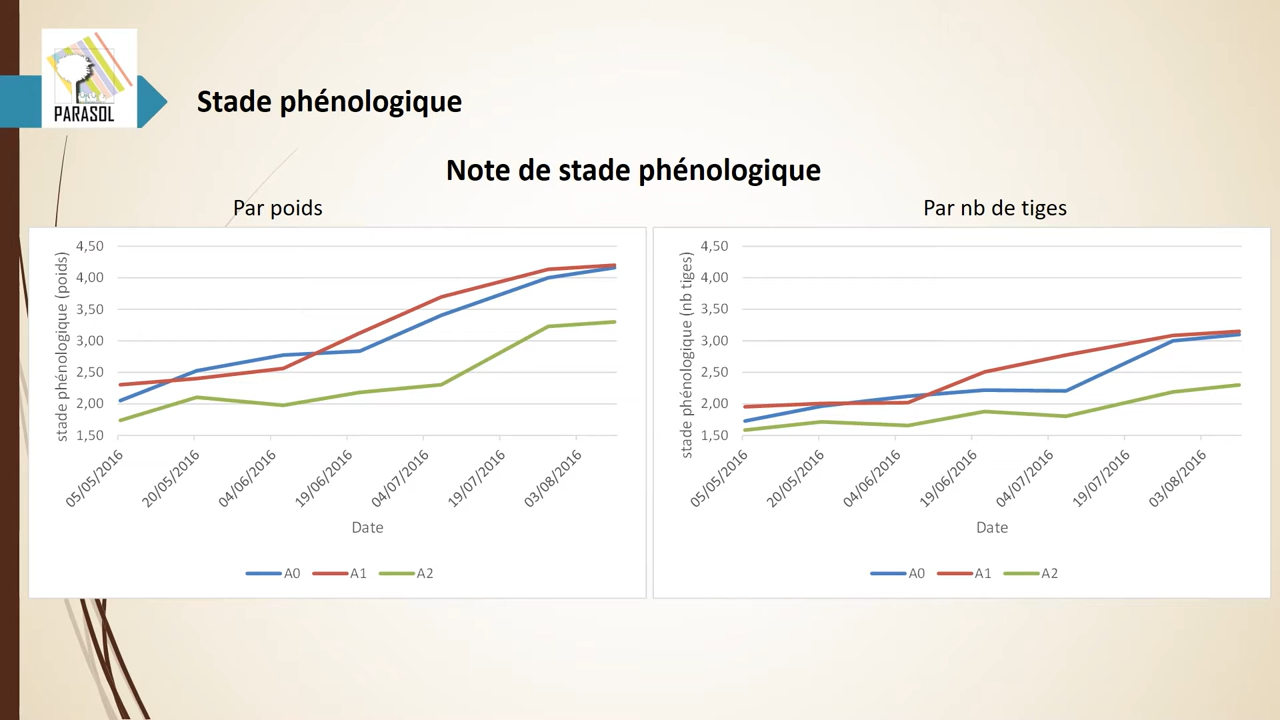 PARASOL
Stade phénologique
Note de stade phénologique
Par poids
Par nb de tiges
stade phénologique (poids)
4,50
4,00
3,50
3,00
2,50
2,00
1,50
05/05/2016
20/05/2016
04/06/2016
19/06/2016
04/07/2016
19/07/2016
03/08/2016
Date
A0 A1 A2
stade phénologique (nb tiges)
4,50
4,00
3,50
3,00
2,50
2,00
1,50
05/05/2016
20/05/2016
04/06/2016
19/06/2016
04/07/2016
19/07/2016
03/08/2016
Date
A0 A1 A2